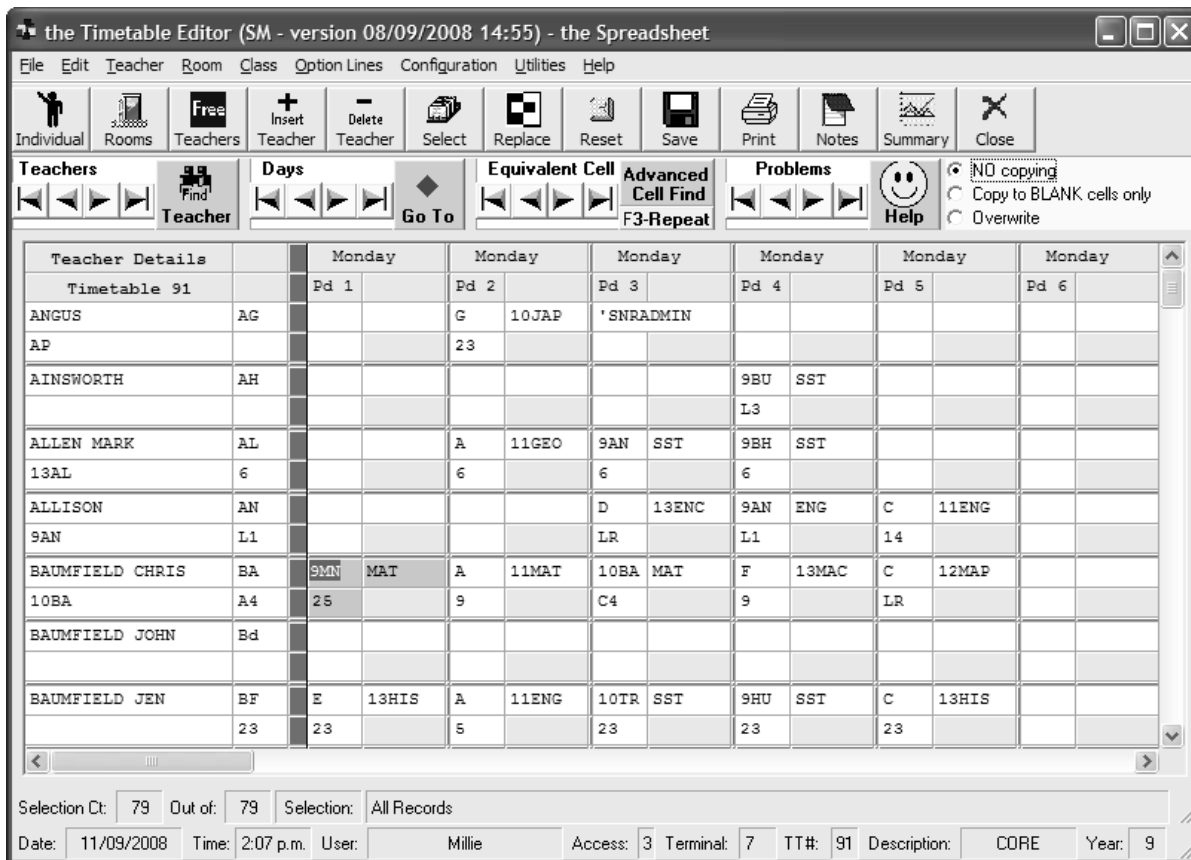 the Timetable Editor (SM - version 08/09/2008 14:55) - the Spreadsheet
File Edit Teacher Room Class Option Lines Configuration Utilities Help
Free Insert Delete
Individual Rooms Teachers Teacher Teacher Select Replace Reset Save Print Notes Summary Close
Teachers Find Teacher Days Go To Equivalent Cell Advanced Cell Find F3-Repeat Problems Help
NO copying
Copy to BLANK cells only
Overwrite
Teacher Details Monday Monday Monday Monday Monday Monday
Timetable 91 Pd 1 Pd 2 Pd 3 Pd 4 Pd 5 Pd 6
ANGUS AG G 10JAP 'SNRADMIN
AP 23
AINSWORTH AH 9BU SST
L3
ALLEN MARK AL A 11GEO 9AN SST 9BH SST
13AL 6 6 6 6
ALLISON AN D 13ENC 9AN ENG C 11ENG
9AN L1 LR L1 14
BAUMFIELD CHRIS BA 9MN MAT A 11MAT 10BA MAT F 13MAC C 12MAP
10BA A4 25 9 C4 9 LR
BAUMFIELD JOHN Bd
BAUMFIELD JEN BF E 13HIS A 11ENG 10TR SST 9HU SST C 13HIS
23 23 5 23 23 23
Selection Ct: 79 Out of: 79 Selection: All Records
Date: 11/09/2008 Time: 2:07 p.m. User: Millie Access: 3 Terminal: 7 TT#: 91 Description: CORE Year: 9